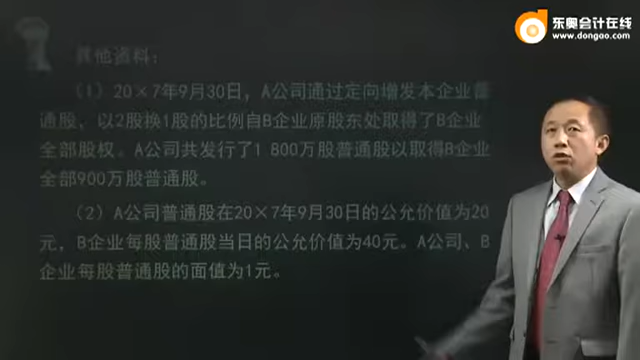 东奥会计在线
www.dongao.com
其他资料：
（1）20×7年9月30日，A公司通过定向增发本企业普
通股，以2股换1股的比例自B企业原股东处取得了B企业
全部股权。A公司共发行了1 800万股普通股以取得B企业
全部900万股普通股。
（2）A公司普通股在20×7年9月30日的公允价值为20
元，B企业每股普通股当日的公允价值为40元。A公司、B
企业每股普通股的面值为1元。